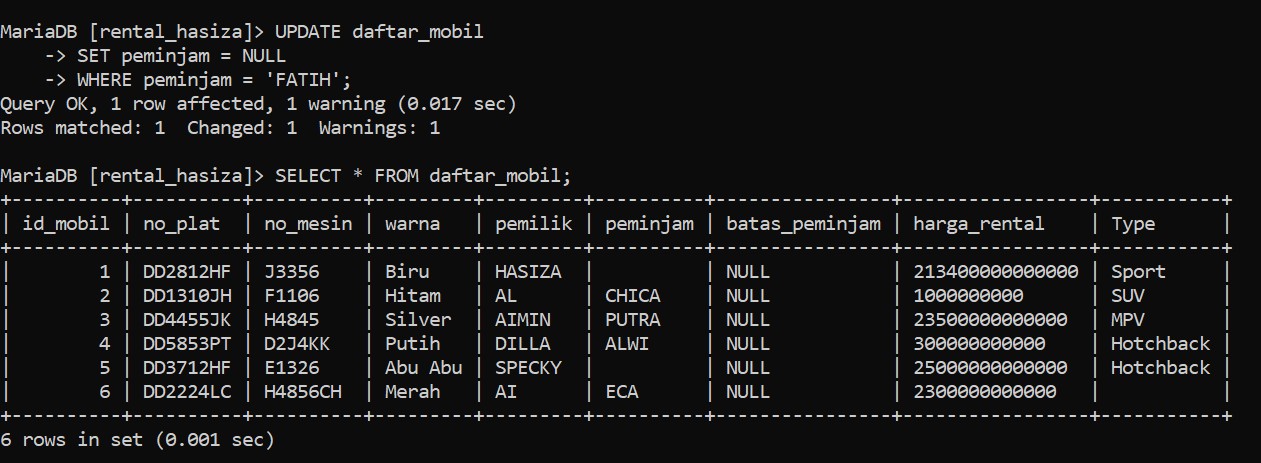 MariaDB [rental_hasiza]> UPDATE daftar_mobil
    -> SET peminjam = NULL
    -> WHERE peminjam = 'FATIH';
Query OK, 1 row affected, 1 warning (0.017 sec)
Rows matched: 1  Changed: 1  Warnings: 1

MariaDB [rental_hasiza]> SELECT * FROM daftar_mobil;
+----------+----------+----------+---------+---------+----------+----------------+-----------------+-----------+
| id_mobil | no_plat  | no_mesin | warna   | pemilik | peminjam | batas_peminjam | harga_rental    | Type      |
+----------+----------+----------+---------+---------+----------+----------------+-----------------+-----------+
|        1 | DD2812HF | J3356    | Biru    | HASIZA  |          | NULL           | 213400000000000 | Sport     |
|        2 | DD1310JH | F1106    | Hitam   | AL      | CHICA    | NULL           | 1000000000      | SUV       |
|        3 | DD4455JK | H4845    | Silver  | AIMIN   | PUTRA    | NULL           | 23500000000000  | MPV       |
|        4 | DD5853PT | D2J4KK   | Putih   | DILLA   | ALWI     | NULL           | 300000000000    | Hotchback |
|        5 | DD3712HF | E1326    | Abu Abu | SPECKY  |          | NULL           | 25000000000000  | Hotchback |
|        6 | DD2224LC | H4856CH  | Merah   | AI      | ECA      | NULL           | 2300000000000   |           |
+----------+----------+----------+---------+---------+----------+----------------+-----------------+-----------+
6 rows in set (0.001 sec)